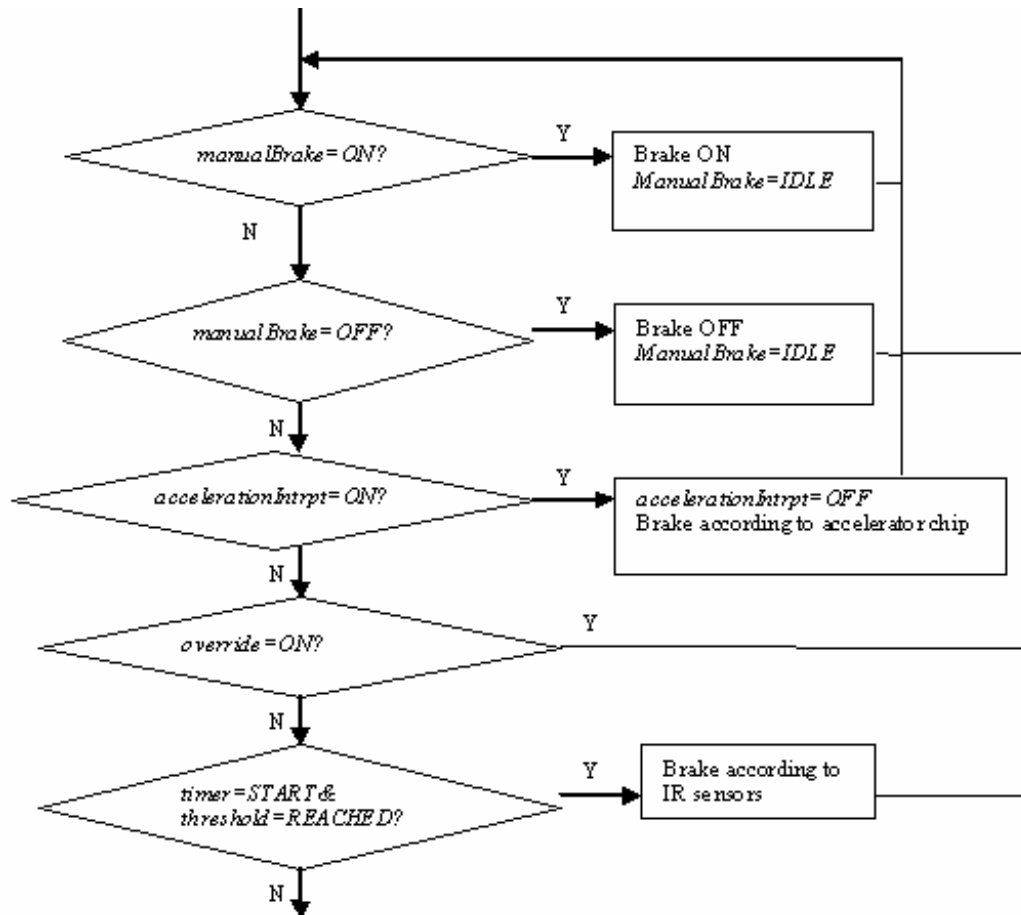 manualBrake=ON?
Y
Brake ON
ManualBrake=IDLE
N
manualBrake=OFF?
Y
Brake OFF
ManualBrake=IDLE
N
accelerationIntrpt=ON?
Y
accelerationIntrpt=OFF
Brake according to accelerator chip
N
override=ON?
Y
N
timer=START &
threshold=REACHED?
Y
Brake according to
IR sensors
N